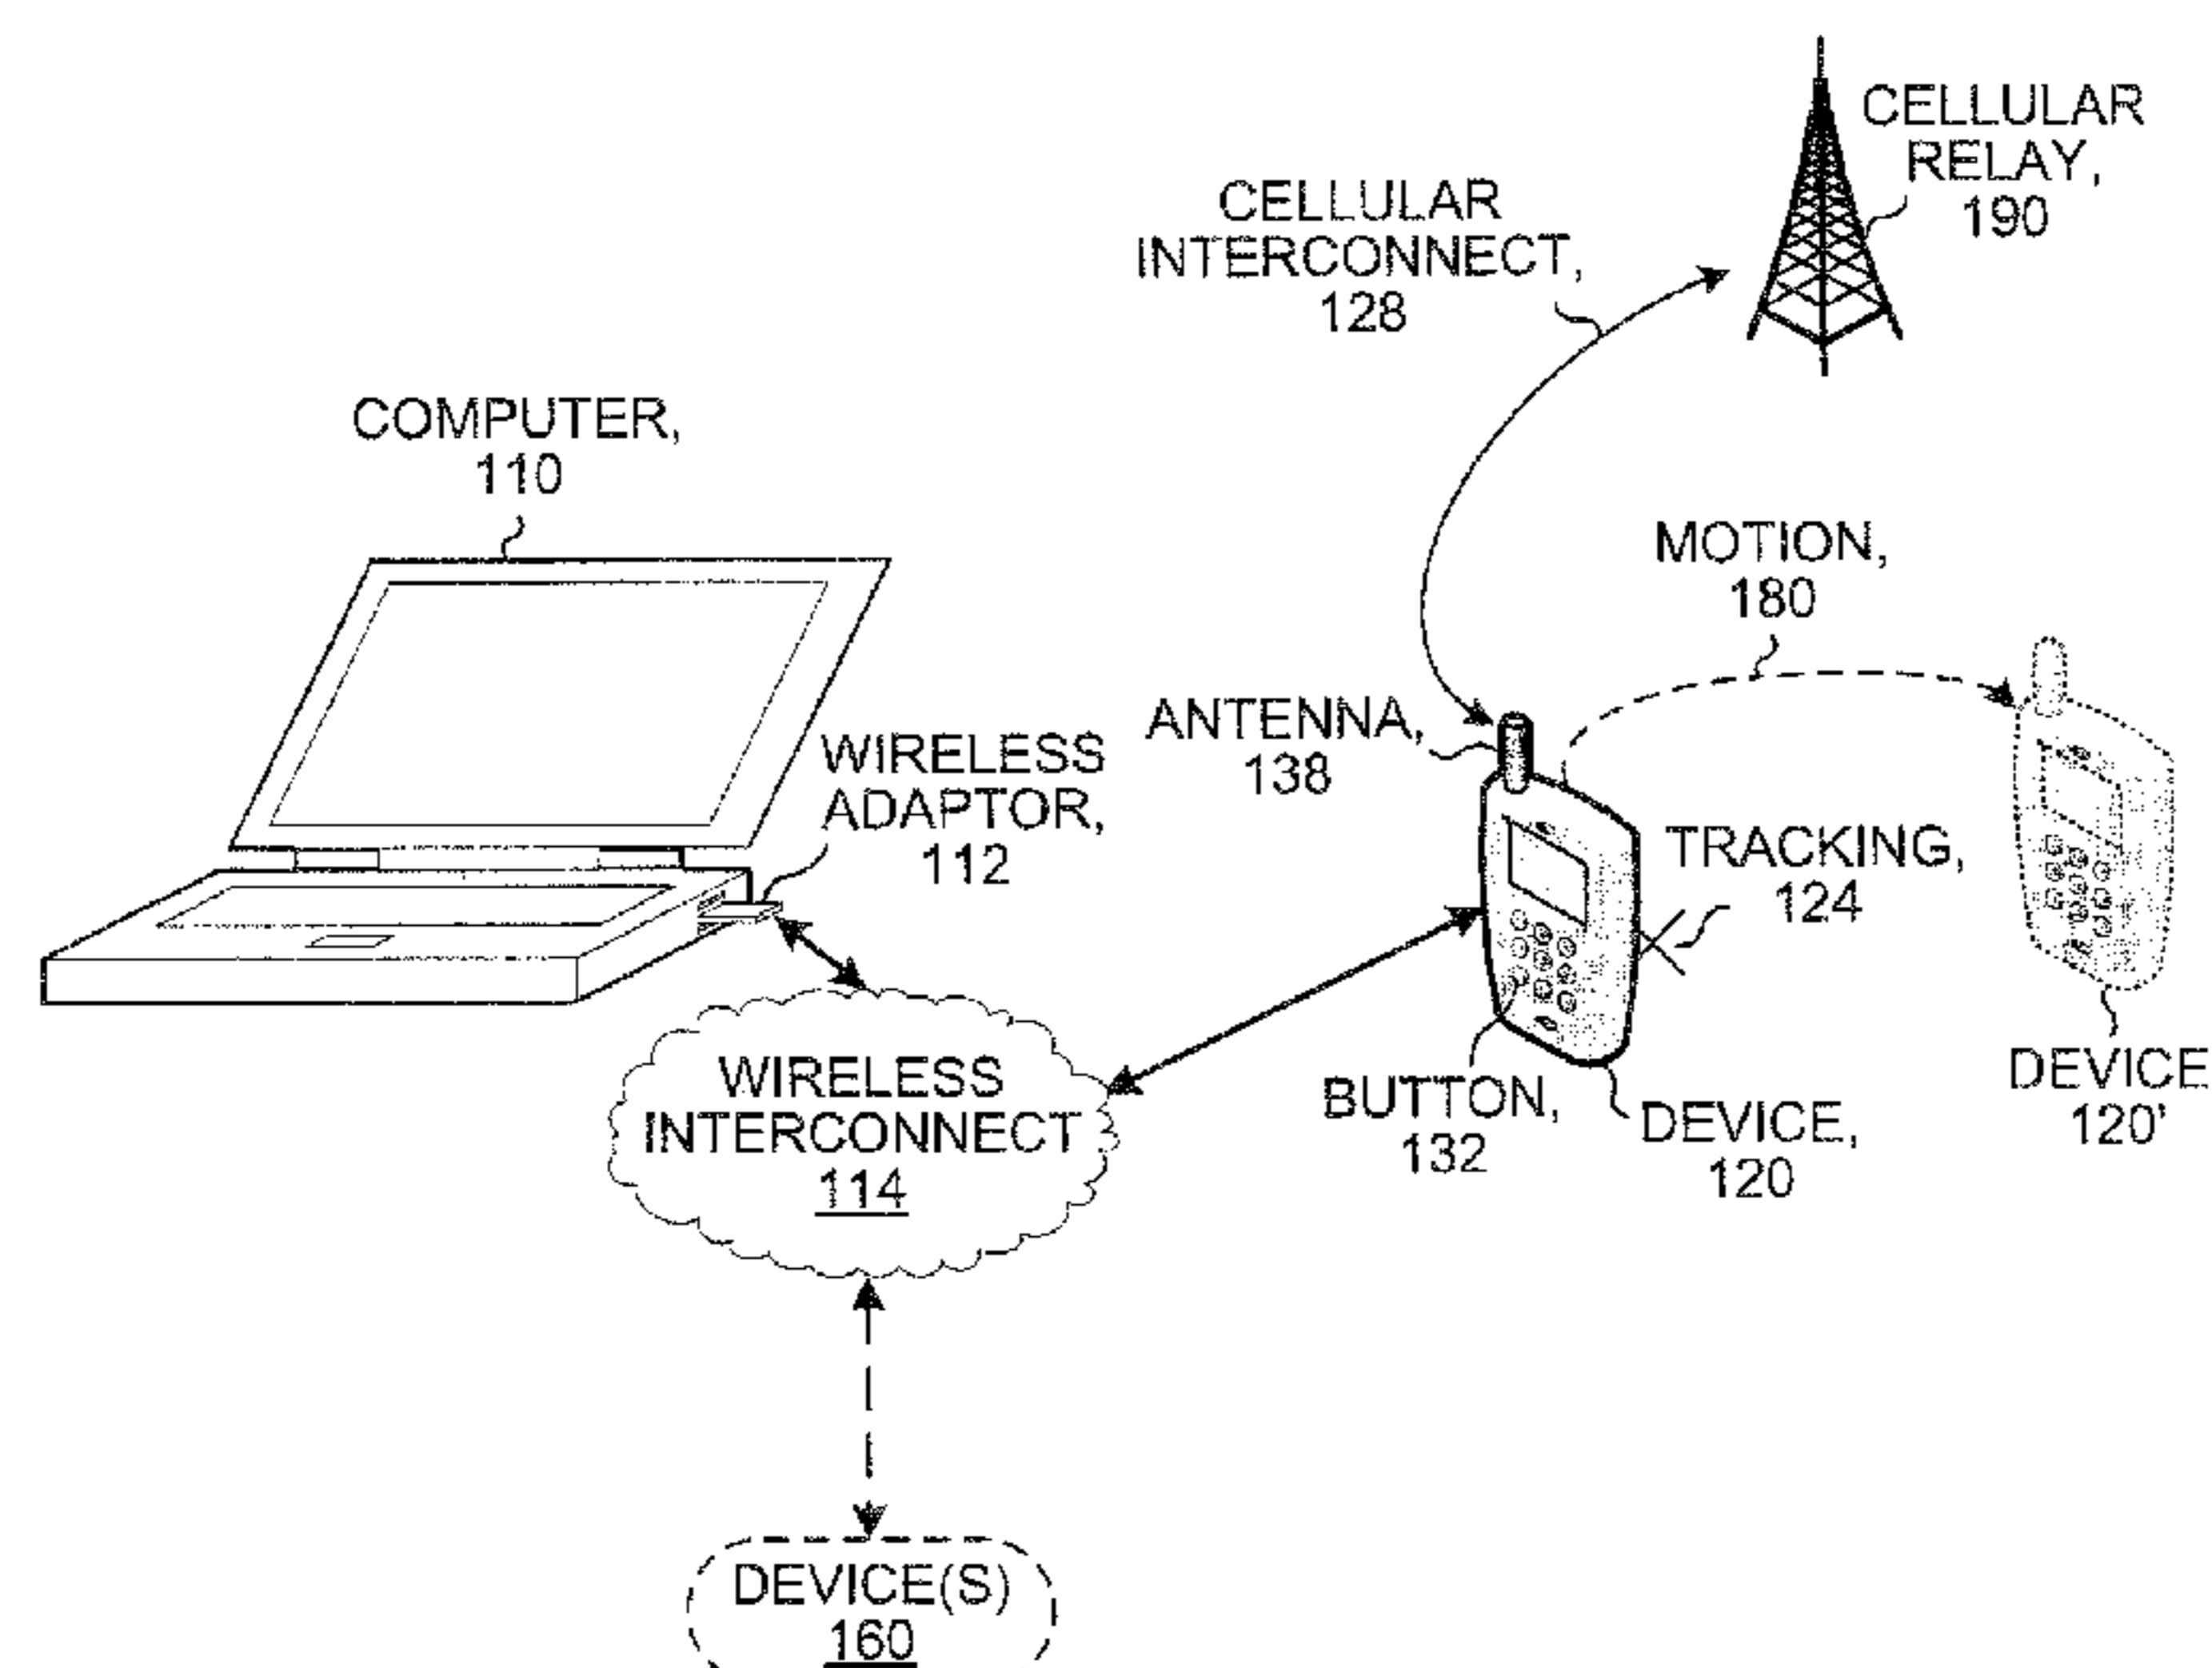 CELLULAR
RELAY,
190
CELLULAR
INTERCONNECT,
128
COMPUTER,
110
MOTION,
180
ANTENNA,
138
WIRELESS
ADAPTOR,
112
TRACKING,
124
WIRELESS
INTERCONNECT
114
BUTTON,
132
DEVICE,
120
DEVICE
120'
DEVICE(S)
160